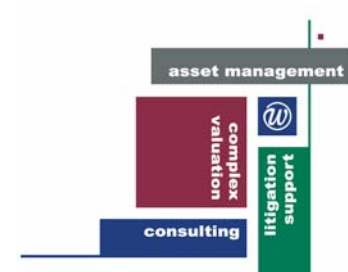 asset management
complex
valuation
w
litigation
support
consulting